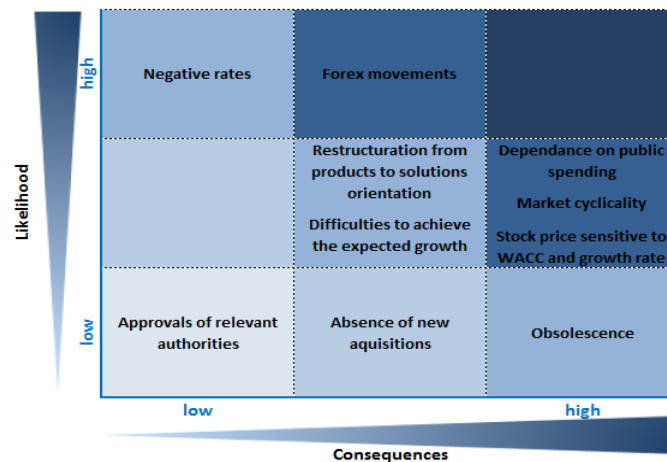 high
Negative rates
Forex movements
Likelihood
Restructuration from
products to solutions
orientation
Difficulties to achieve
the expected growth
Dependance on public
spending
Market cyclicality
Stock price sensitive to
WACC and growth rate
low
Approvals of relevant
authorities
Absence of new
aquisitions
Obsolescence
low
high
Consequences